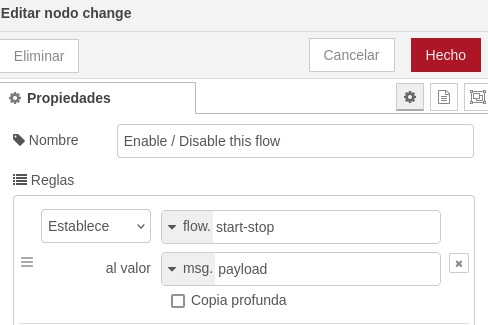 Editar nodo change
Eliminar
Cancelar
Hecho
Propiedades
Nombre
Enable / Disable this flow
Reglas
Establece
flow. start-stop
al valor
msg. payload
Copia profunda